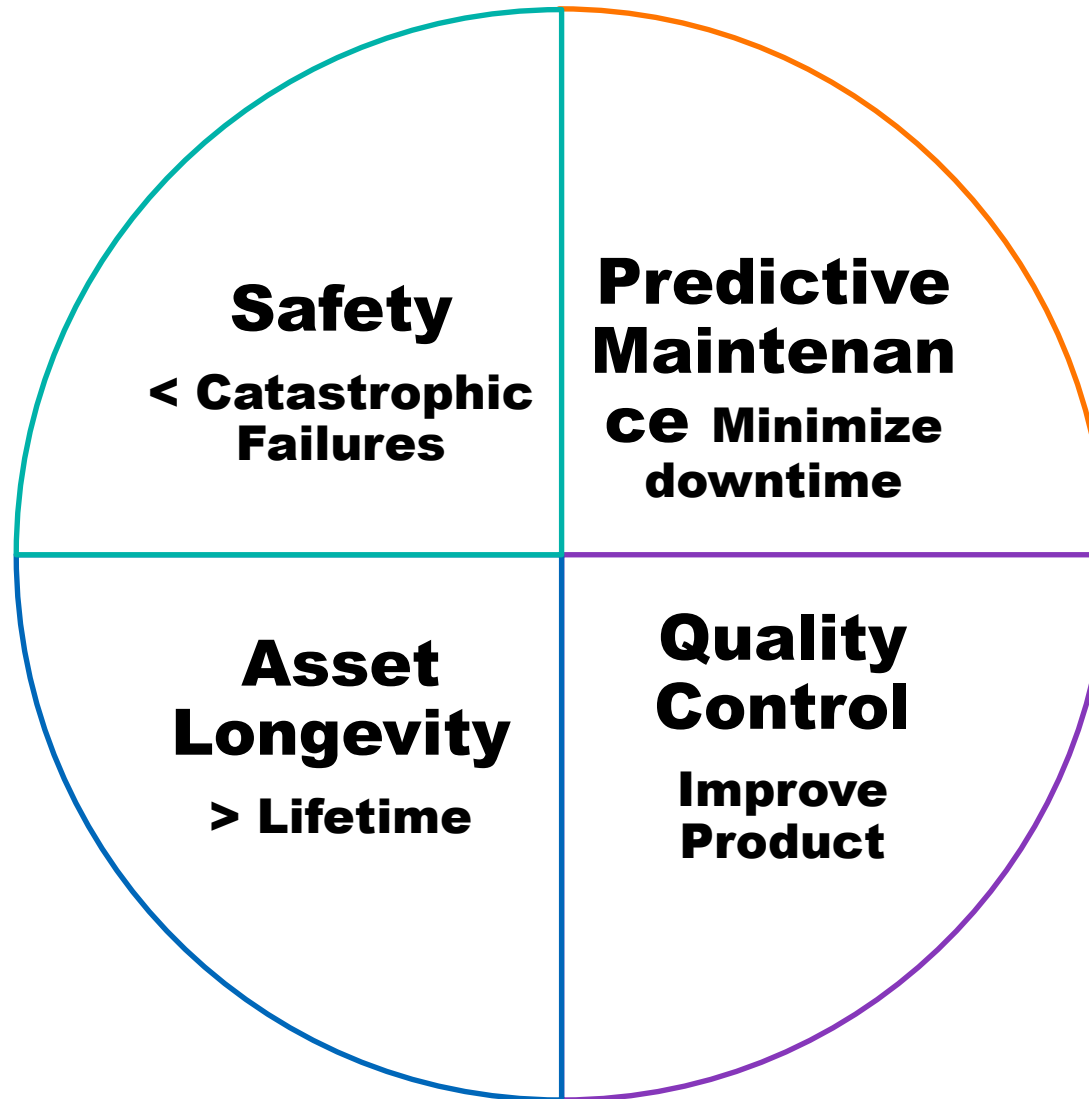 Safety
< Catastrophic
Failures
Predictive
Maintenan
ce Minimize
downtime
Asset
Longevity
> Lifetime
Quality
Control
Improve
Product